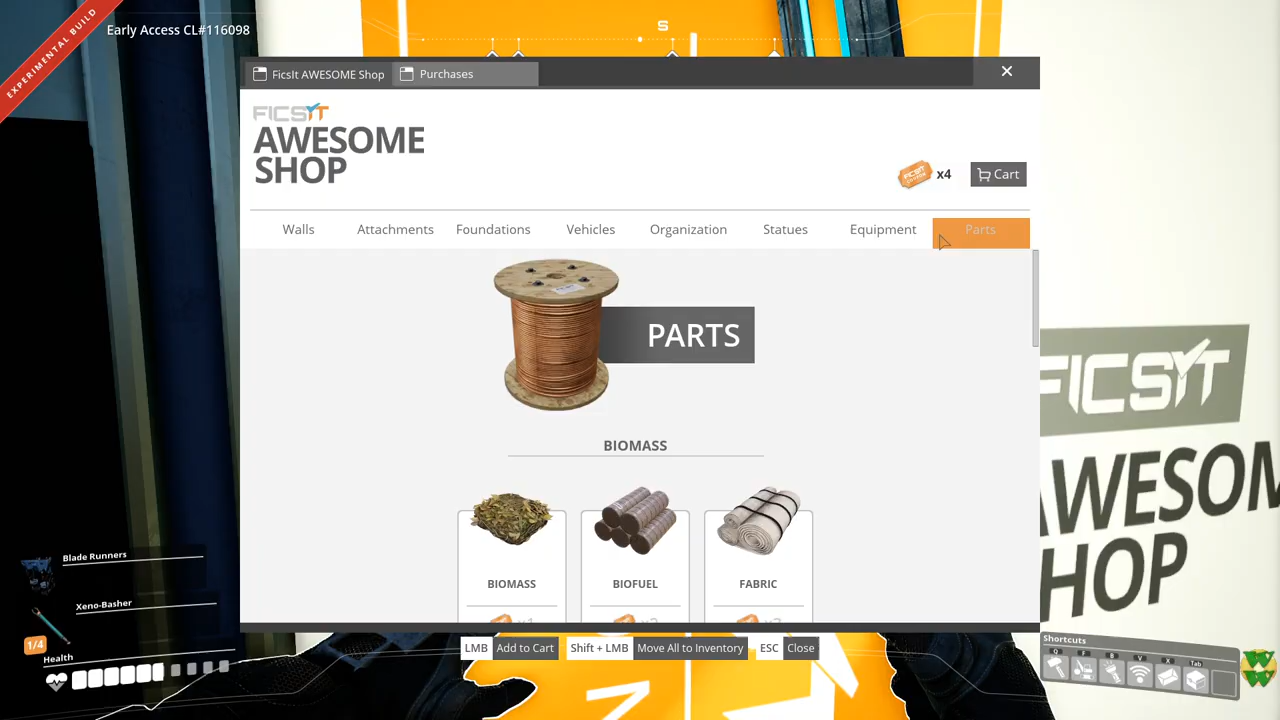 EXPERIMENTAL BUILD
Early Access CL#116098
S
FicsIt AWESOME Shop
Purchases
FICSIT
AWESOME
SHOP
x4
Cart
Walls
Attachments
Foundations
Vehicles
Organization
Statues
Equipment
Parts
PARTS
BIOMASS
BIOMASS
BIOFUEL
FABRIC
Blade Runners
Xeno-Basher
1/4
Health
LMB Add to Cart
Shift + LMB Move All to Inventory
ESC Close
FICSIT
AWESOM
SHOP
Shortcuts
Q
F
B
V
X
Tab